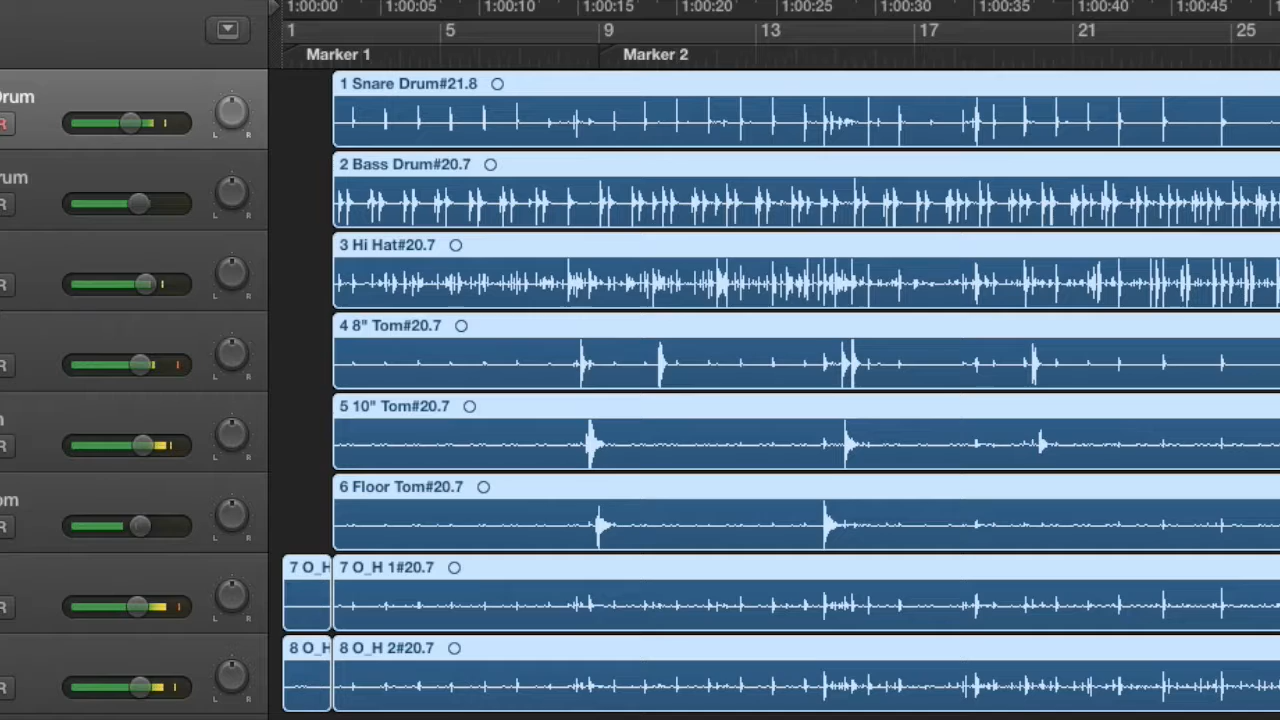 1:00:00 1:00:05 1:00:10 1:00:15 1:00:20 1:00:25 1:00:30 1:00:35 1:00:40 1:00:45
1 5 9 13 17 21 25
Marker 1 Marker 2
1 Snare Drum#21.8
Drum
R
L R
2 Bass Drum#20.7
rum
R
L R
3 Hi Hat#20.7
R
L R
4 8" Tom#20.7
R
L R
5 10" Tom#20.7
R
L R
6 Floor Tom#20.7
om
R
L R
7 O_H 7 O_H 1#20.7
R
L R
8 O_H 8 O_H 2#20.7
R
L R